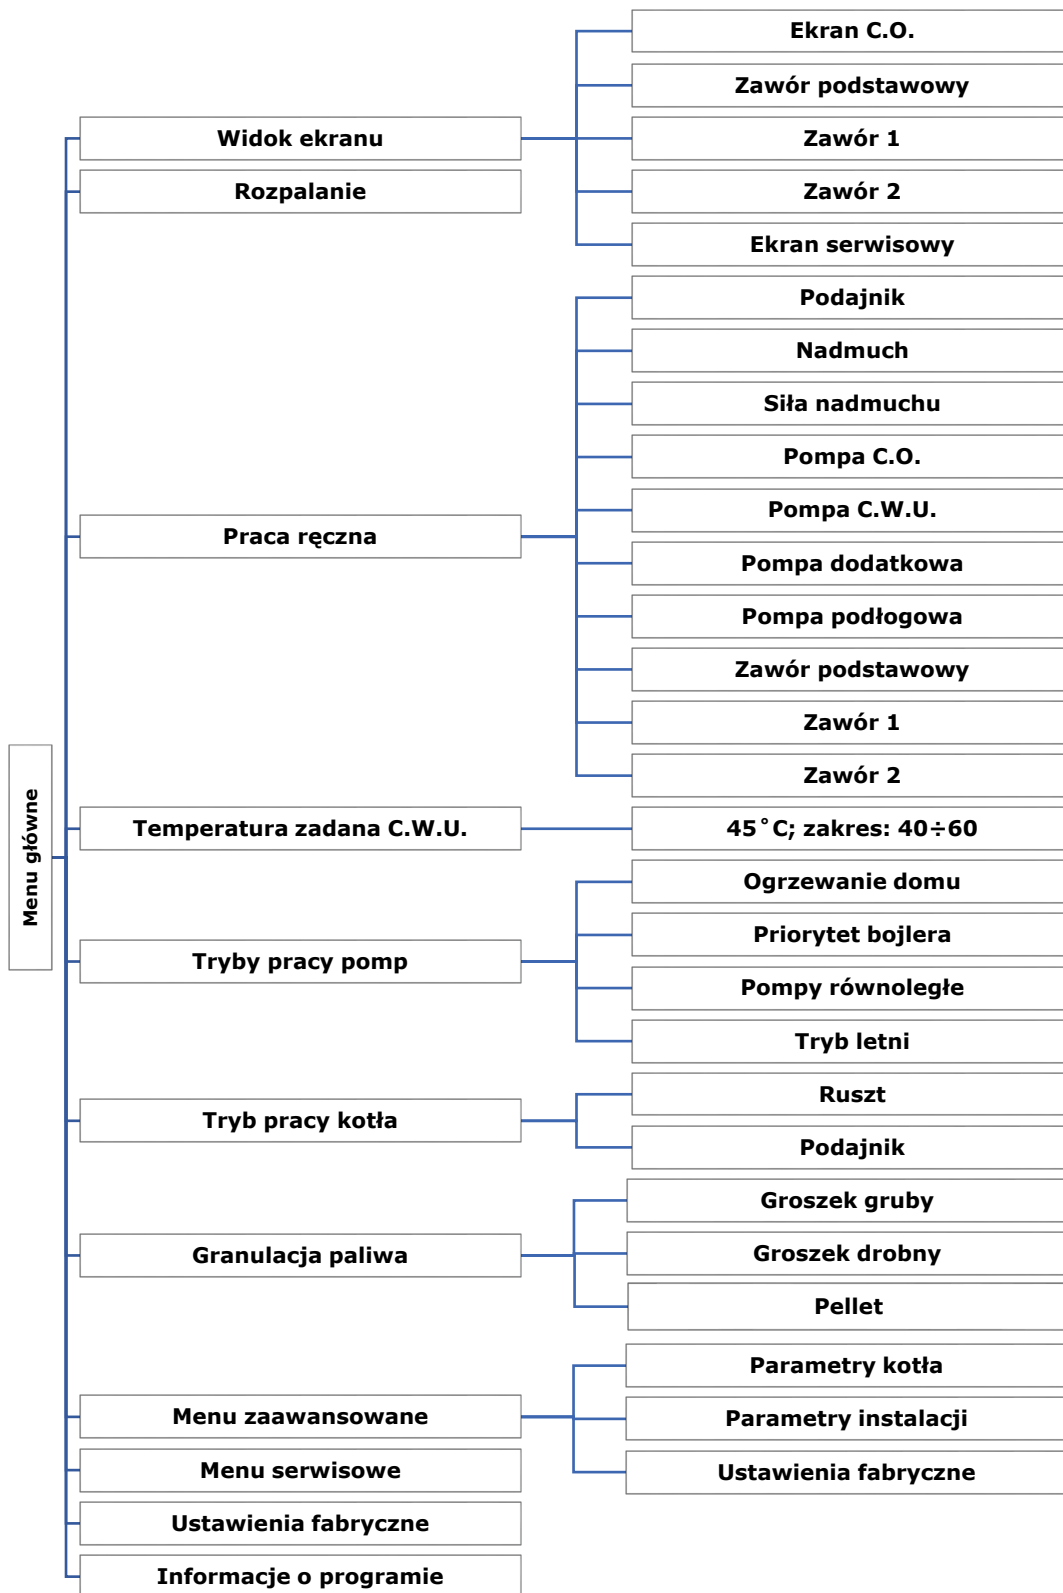 Menu główne
Widok ekranu
Ekran C.O.
Zawór podstawowy
Zawór 1
Zawór 2
Ekran serwisowy
Rozpalanie
Praca ręczna
Podajnik
Nadmuch
Siła nadmuchu
Pompa C.O.
Pompa C.W.U.
Pompa dodatkowa
Pompa podłogowa
Zawór podstawowy
Zawór 1
Zawór 2
Temperatura zadana C.W.U.
45˚C; zakres: 40÷60
Tryby pracy pomp
Ogrzewanie domu
Priorytet bojlera
Pompy równoległe
Tryb letni
Tryb pracy kotła
Ruszt
Podajnik
Granulacja paliwa
Groszek gruby
Groszek drobny
Pellet
Menu zaawansowane
Parametry kotła
Parametry instalacji
Ustawienia fabryczne
Menu serwisowe
Ustawienia fabryczne
Informacje o programie